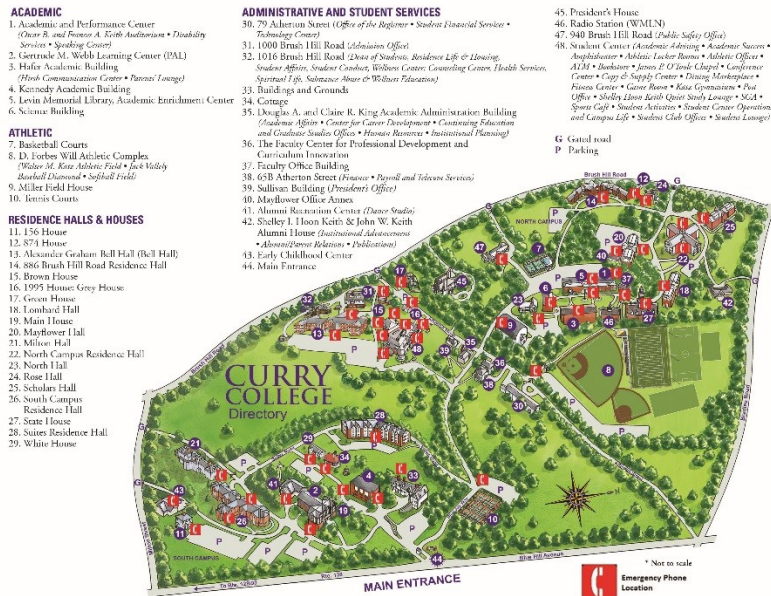 ACADEMIC
1. Academic and Performance Center
(Oscar B. and Frances A. Keith Auditorium • Disability
Services • Speaking Center)
2. Gertrude M. Webb Learning Center (PAL)
3. Hafer Academic Building
(Hirsh Communication Center • Parents' Lounge)
4. Kennedy Academic Building
5. Levin Memorial Library, Academic Enrichment Center
6. Science Building
ATHLETIC
7. Basketball Courts
8. D. Forbes Will Athletic Complex
(Walter M. Katz Athletic Field • Jack Vallely
Baseball Diamond • Softball Field)
9. Miller Field House
10. Tennis Courts
RESIDENCE HALLS & HOUSES
11. 156 House
12. 874 House
13. Alexander Graham Bell Hall (Bell Hall)
14. 886 Brush Hill Road Residence Hall
15. Brown House
16. 1995 House: Grey House
17. Green House
18. Lombard Hall
19. Main House
20. Mayflower Hall
21. Milton Hall
22. North Campus Residence Hall
23. North Hall
24. Rose Hall
25. Scholars Hall
26. South Campus
Residence Hall
27. State House
28. Suites Residence Hall
29. White House
ADMINISTRATIVE AND STUDENT SERVICES
30. 79 Atherton Street (Office of the Registrar • Student Financial Services •
Technology Center)
31. 1000 Brush Hill Road (Admission Office)
32. 1016 Brush Hill Road (Dean of Students, Residence Life & Housing,
Student Affairs, Student Conduct, Wellness Center: Counseling Center, Health Services,
Spiritual Life, Substance Abuse & Wellness Education)
33. Buildings and Grounds
34. Cottage
35. Douglas A. and Claire R. King Academic Administration Building
(Academic Affairs • Center for Career Development • Continuing Education
and Graduate Studies Offices • Human Resources • Institutional Planning)
36. The Faculty Center for Professional Development and
Curriculum Innovation
37. Faculty Office Building
38. 65B Atherton Street (Finance • Payroll and Telecom Services)
39. Sullivan Building (President's Office)
40. Mayflower Office Annex
41. Alumni Recreation Center (Dance Studio)
42. Shelley I. Hoon Keith & John W. Keith
Alumni House (Institutional Advancement
• Alumni/Parent Relations • Publications)
43. Early Childhood Center
44. Main Entrance
45. President's House
46. Radio Station (WMLN)
47. 940 Brush Hill Road (Public Safety Office)
48. Student Center (Academic Advising • Academic Success •
Amphitheater • Athletic Locker Rooms • Athletic Offices •
ATM • Bookstore • James P. O'Toole Chapel • Conference
Center • Copy & Supply Center • Dining Marketplace •
Fitness Center • Game Room • Katz Gymnasium • Post
Office • Shelley Hoon Keith Quiet Study Lounge • SGA •
Sports Café • Student Activities • Student Center Operations
and Campus Life • Student Club Offices • Student Lounge)
G Gated road
P Parking
Brush Hill Road
NORTH CAMPUS
CURRY
COLLEGE
Directory
Brush Hill Road
SOUTH CAMPUS
Blue Hill Avenue
Rte. 138
MAIN ENTRANCE
* Not to scale
Emergency Phone
Location